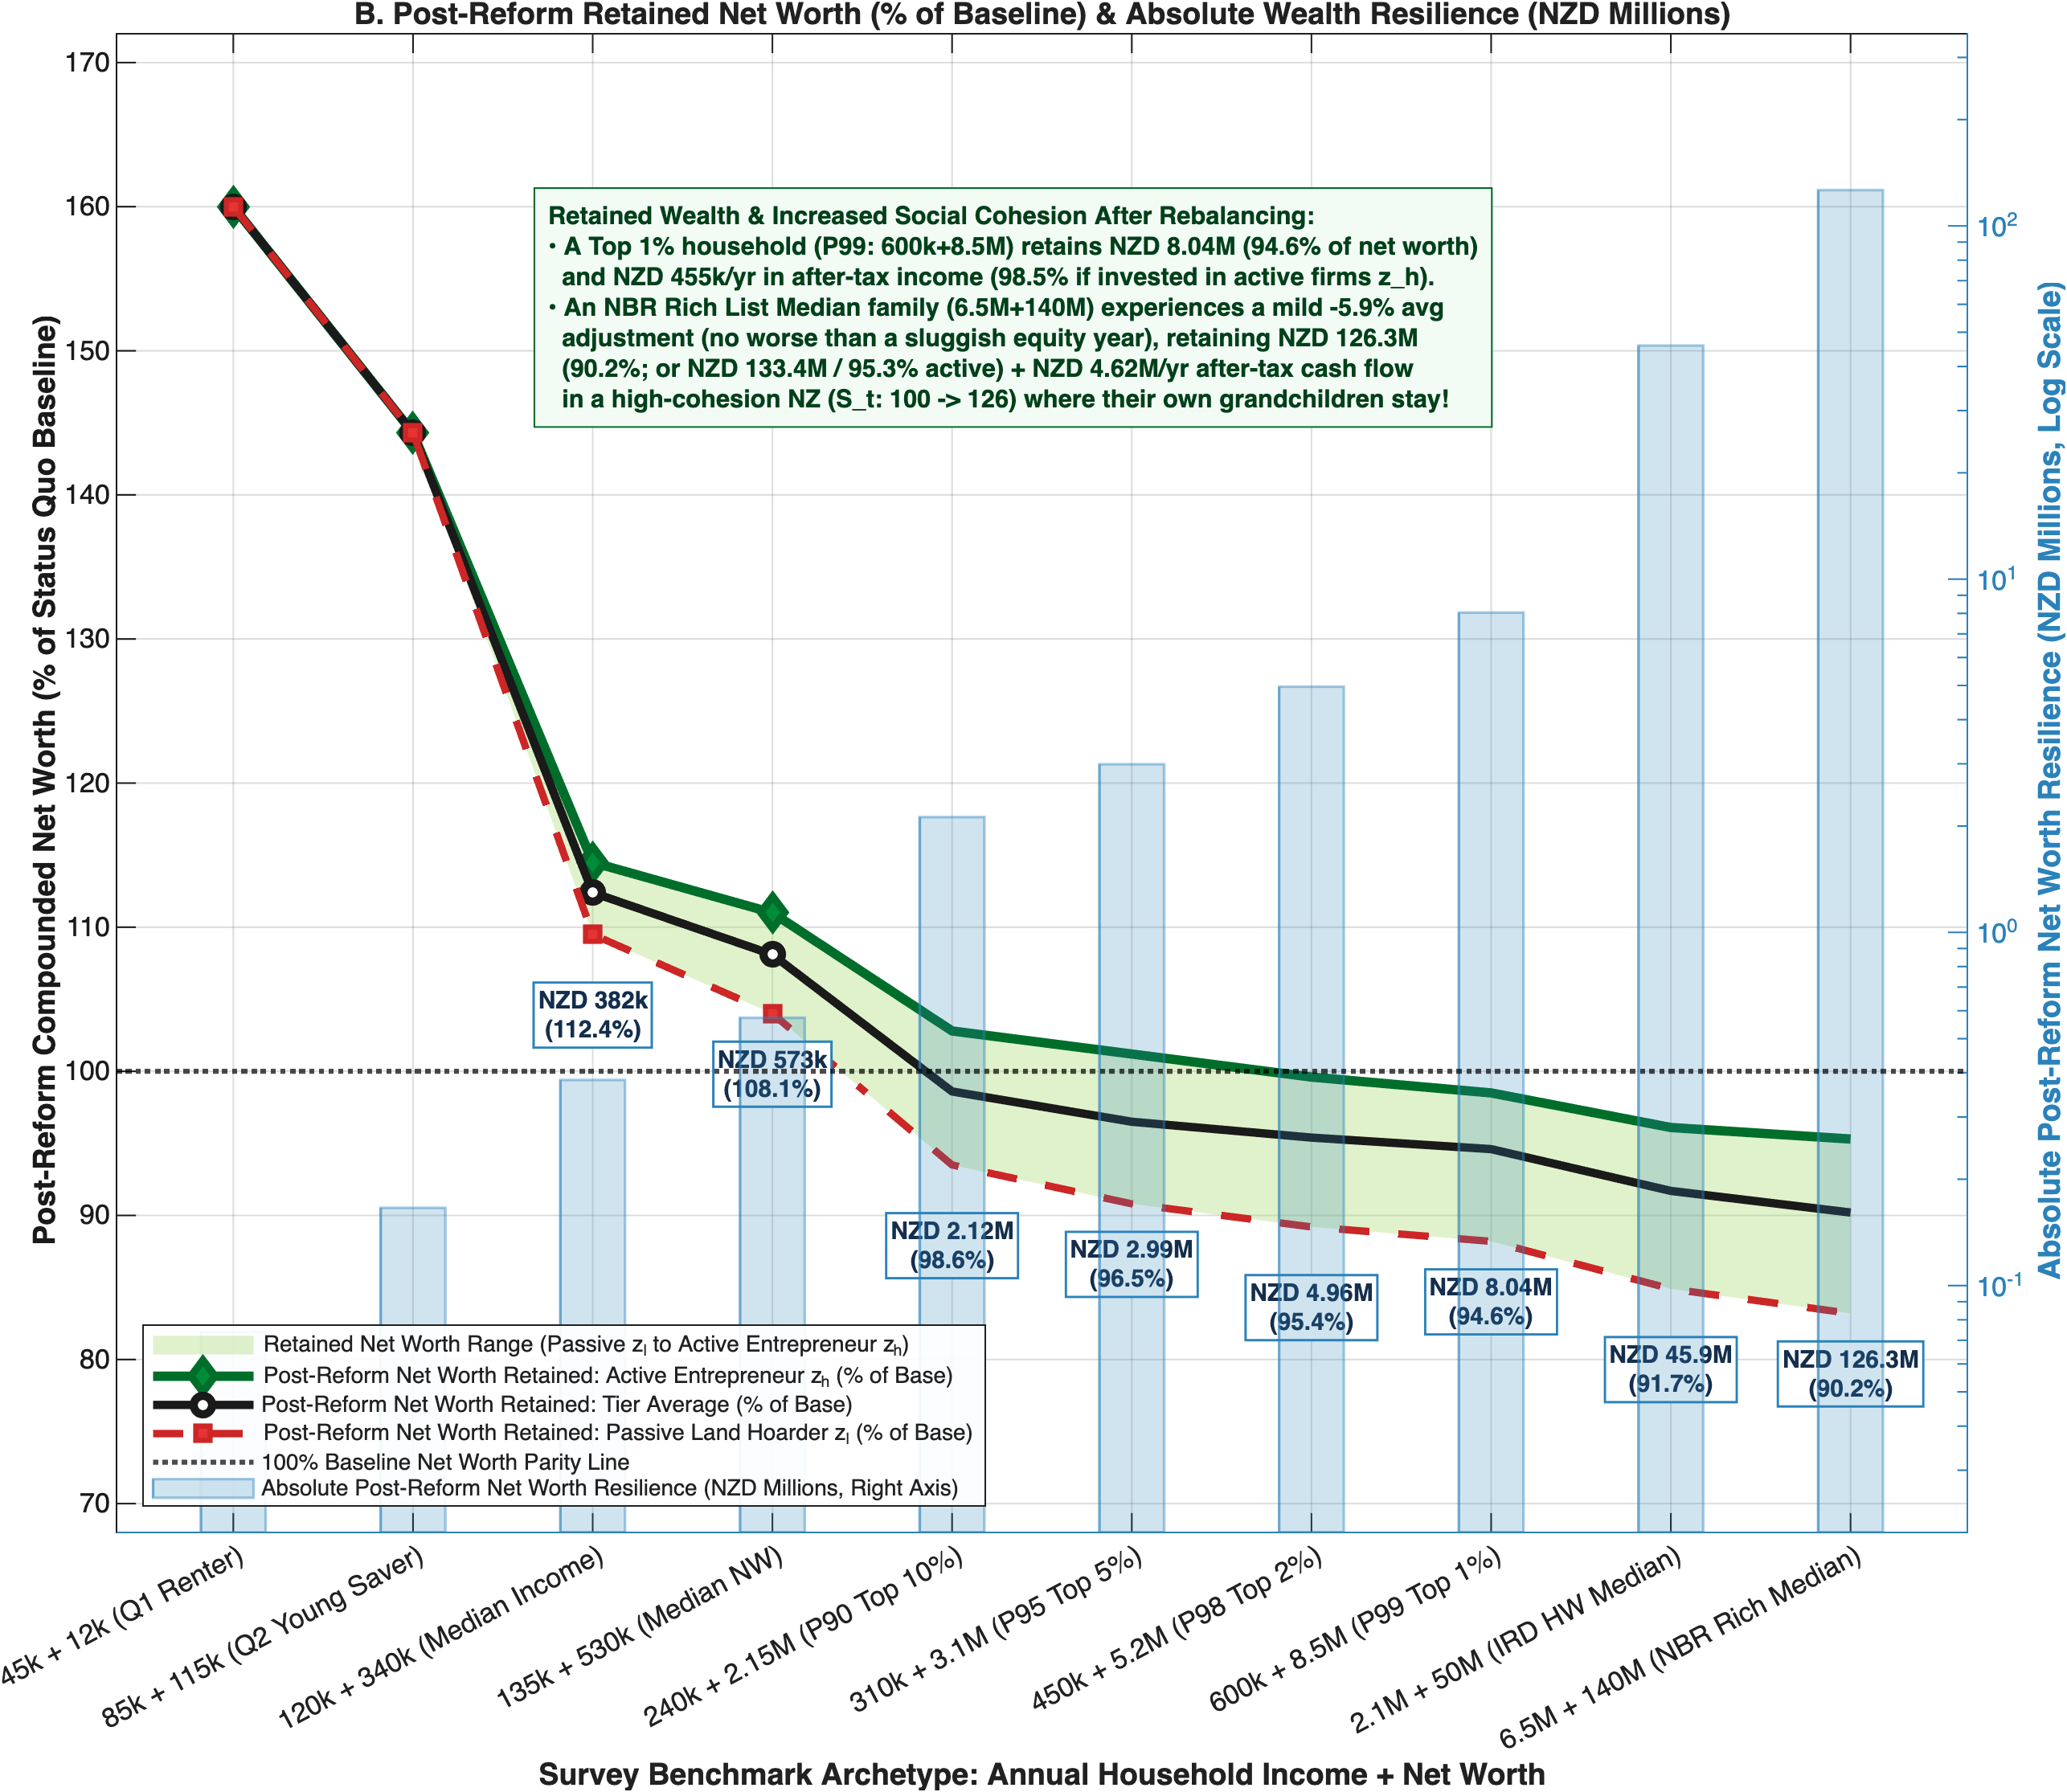 B. Post-Reform Retained Net Worth (% of Baseline) & Absolute Wealth Resilience (NZD Millions)
Post-Reform Compounded Net Worth (% of Status Quo Baseline)
170
160
150
140
130
120
110
100
90
80
70
Retained Wealth & Increased Social Cohesion After Rebalancing:
• A Top 1% household (P99: 600k+8.5M) retains NZD 8.04M (94.6% of net worth)
and NZD 455k/yr in after-tax income (98.5% if invested in active firms z_h).
• An NBR Rich List Median family (6.5M+140M) experiences a mild -5.9% avg
adjustment (no worse than a sluggish equity year), retaining NZD 126.3M
(90.2%; or NZD 133.4M / 95.3% active) + NZD 4.62M/yr after-tax cash flow
in a high-cohesion NZ (S_t: 100 -> 126) where their own grandchildren stay!
NZD 382k
(112.4%)
NZD 573k
(108.1%)
NZD 2.12M
(98.6%)
NZD 2.99M
(96.5%)
NZD 4.96M
(95.4%)
NZD 8.04M
(94.6%)
NZD 45.9M
(91.7%)
NZD 126.3M
(90.2%)
Retained Net Worth Range (Passive zl to Active Entrepreneur zh)
Post-Reform Net Worth Retained: Active Entrepreneur zh (% of Base)
Post-Reform Net Worth Retained: Tier Average (% of Base)
Post-Reform Net Worth Retained: Passive Land Hoarder zl (% of Base)
100% Baseline Net Worth Parity Line
Absolute Post-Reform Net Worth Resilience (NZD Millions, Right Axis)
10^2
10^1
10^0
10^-1
Absolute Post-Reform Net Worth Resilience (NZD Millions, Log Scale)
45k + 12k (Q1 Renter)
85k + 115k (Q2 Young Saver)
120k + 340k (Median Income)
135k + 530k (Median NW)
240k + 2.15M (P90 Top 10%)
310k + 3.1M (P95 Top 5%)
450k + 5.2M (P98 Top 2%)
600k + 8.5M (P99 Top 1%)
2.1M + 50M (IRD HW Median)
6.5M + 140M (NBR Rich Median)
Survey Benchmark Archetype: Annual Household Income + Net Worth